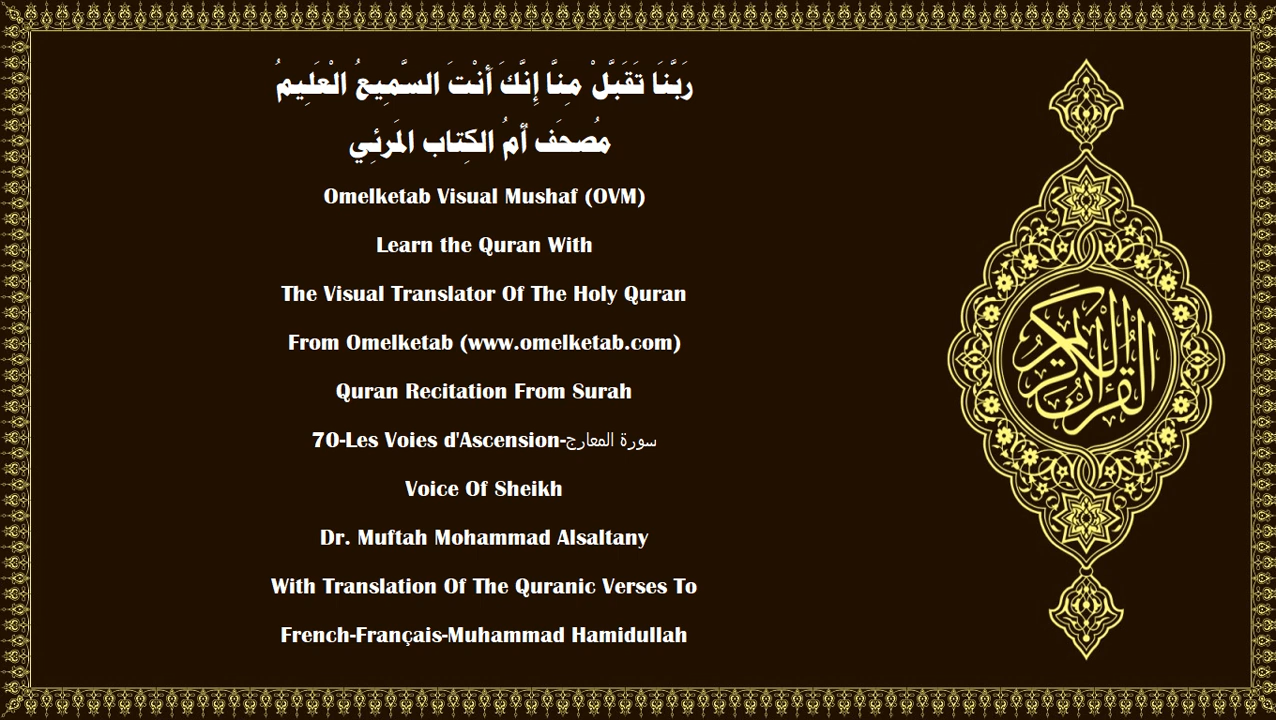 رَبَّنَا تَقَبَّلْ مِنَّا إِنَّكَ أَنْتَ السَّمِيعُ الْعَلِيمُ
مُصحَف أمُ الكِتاب المَرئِي
Omelketab Visual Mushaf (OVM)
Learn the Quran With
The Visual Translator Of The Holy Quran
From Omelketab (www.omelketab.com)
Quran Recitation From Surah
70-Les Voies d'Ascension-سورة المعارج
Voice Of Sheikh
Dr. Muftah Mohammad Alsaltany
With Translation Of The Quranic Verses To
French-Français-Muhammad Hamidullah
القرآن الكريم